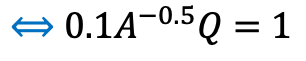 ⟺ 0.1A^{−0.5}Q = 1